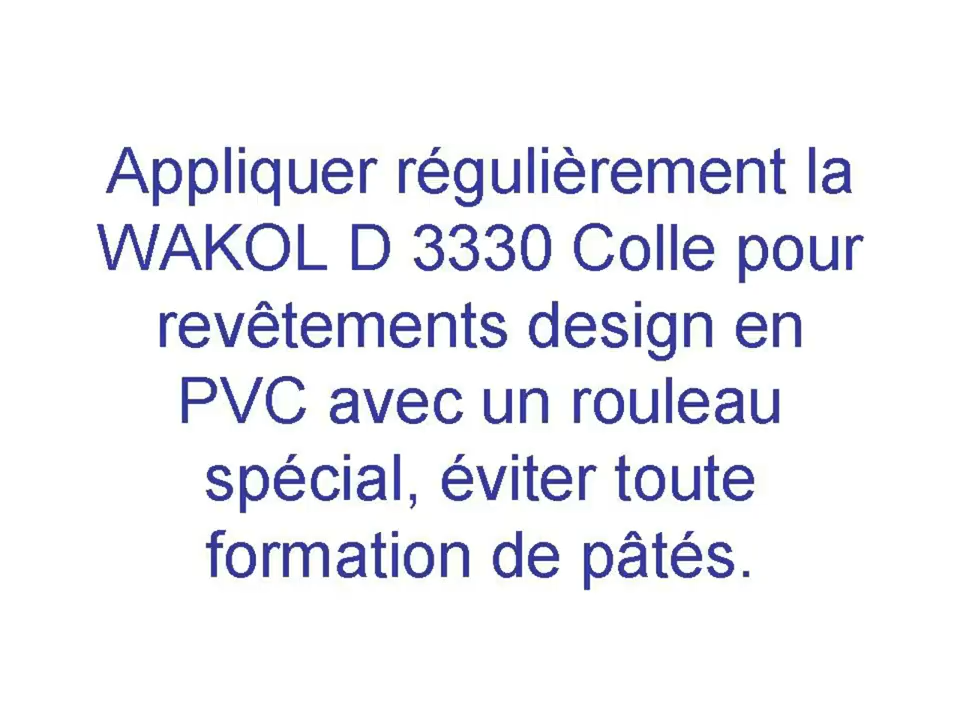 Appliquer régulièrement la
WAKOL D 3330 Colle pour
revêtements design en
PVC avec un rouleau
spécial, éviter toute
formation de pâtés.